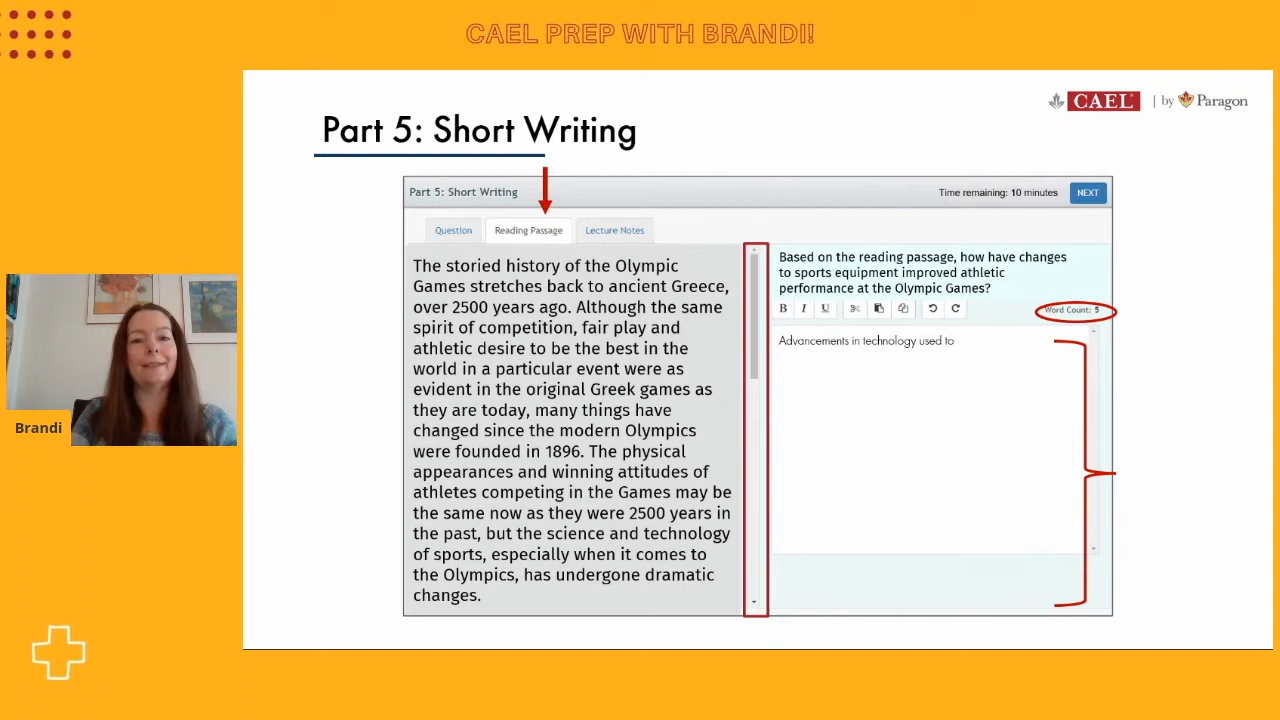 CAEL PREP WITH BRANDI!
CAEL | by Paragon
Part 5: Short Writing
Part 5: Short Writing
Time remaining: 10 minutes
NEXT
Question
Reading Passage
Lecture Notes
The storied history of the Olympic
Games stretches back to ancient Greece,
over 2500 years ago. Although the same
spirit of competition, fair play and
athletic desire to be the best in the
world in a particular event were as
evident in the original Greek games as
they are today, many things have
changed since the modern Olympics
were founded in 1896. The physical
appearances and winning attitudes of
athletes competing in the Games may be
the same now as they were 2500 years in
the past, but the science and technology
of sports, especially when it comes to
the Olympics, has undergone dramatic
changes.
Based on the reading passage, how have changes
to sports equipment improved athletic
performance at the Olympic Games?
B I U
Word Count: 5
Advancements in technology used to
Brandi